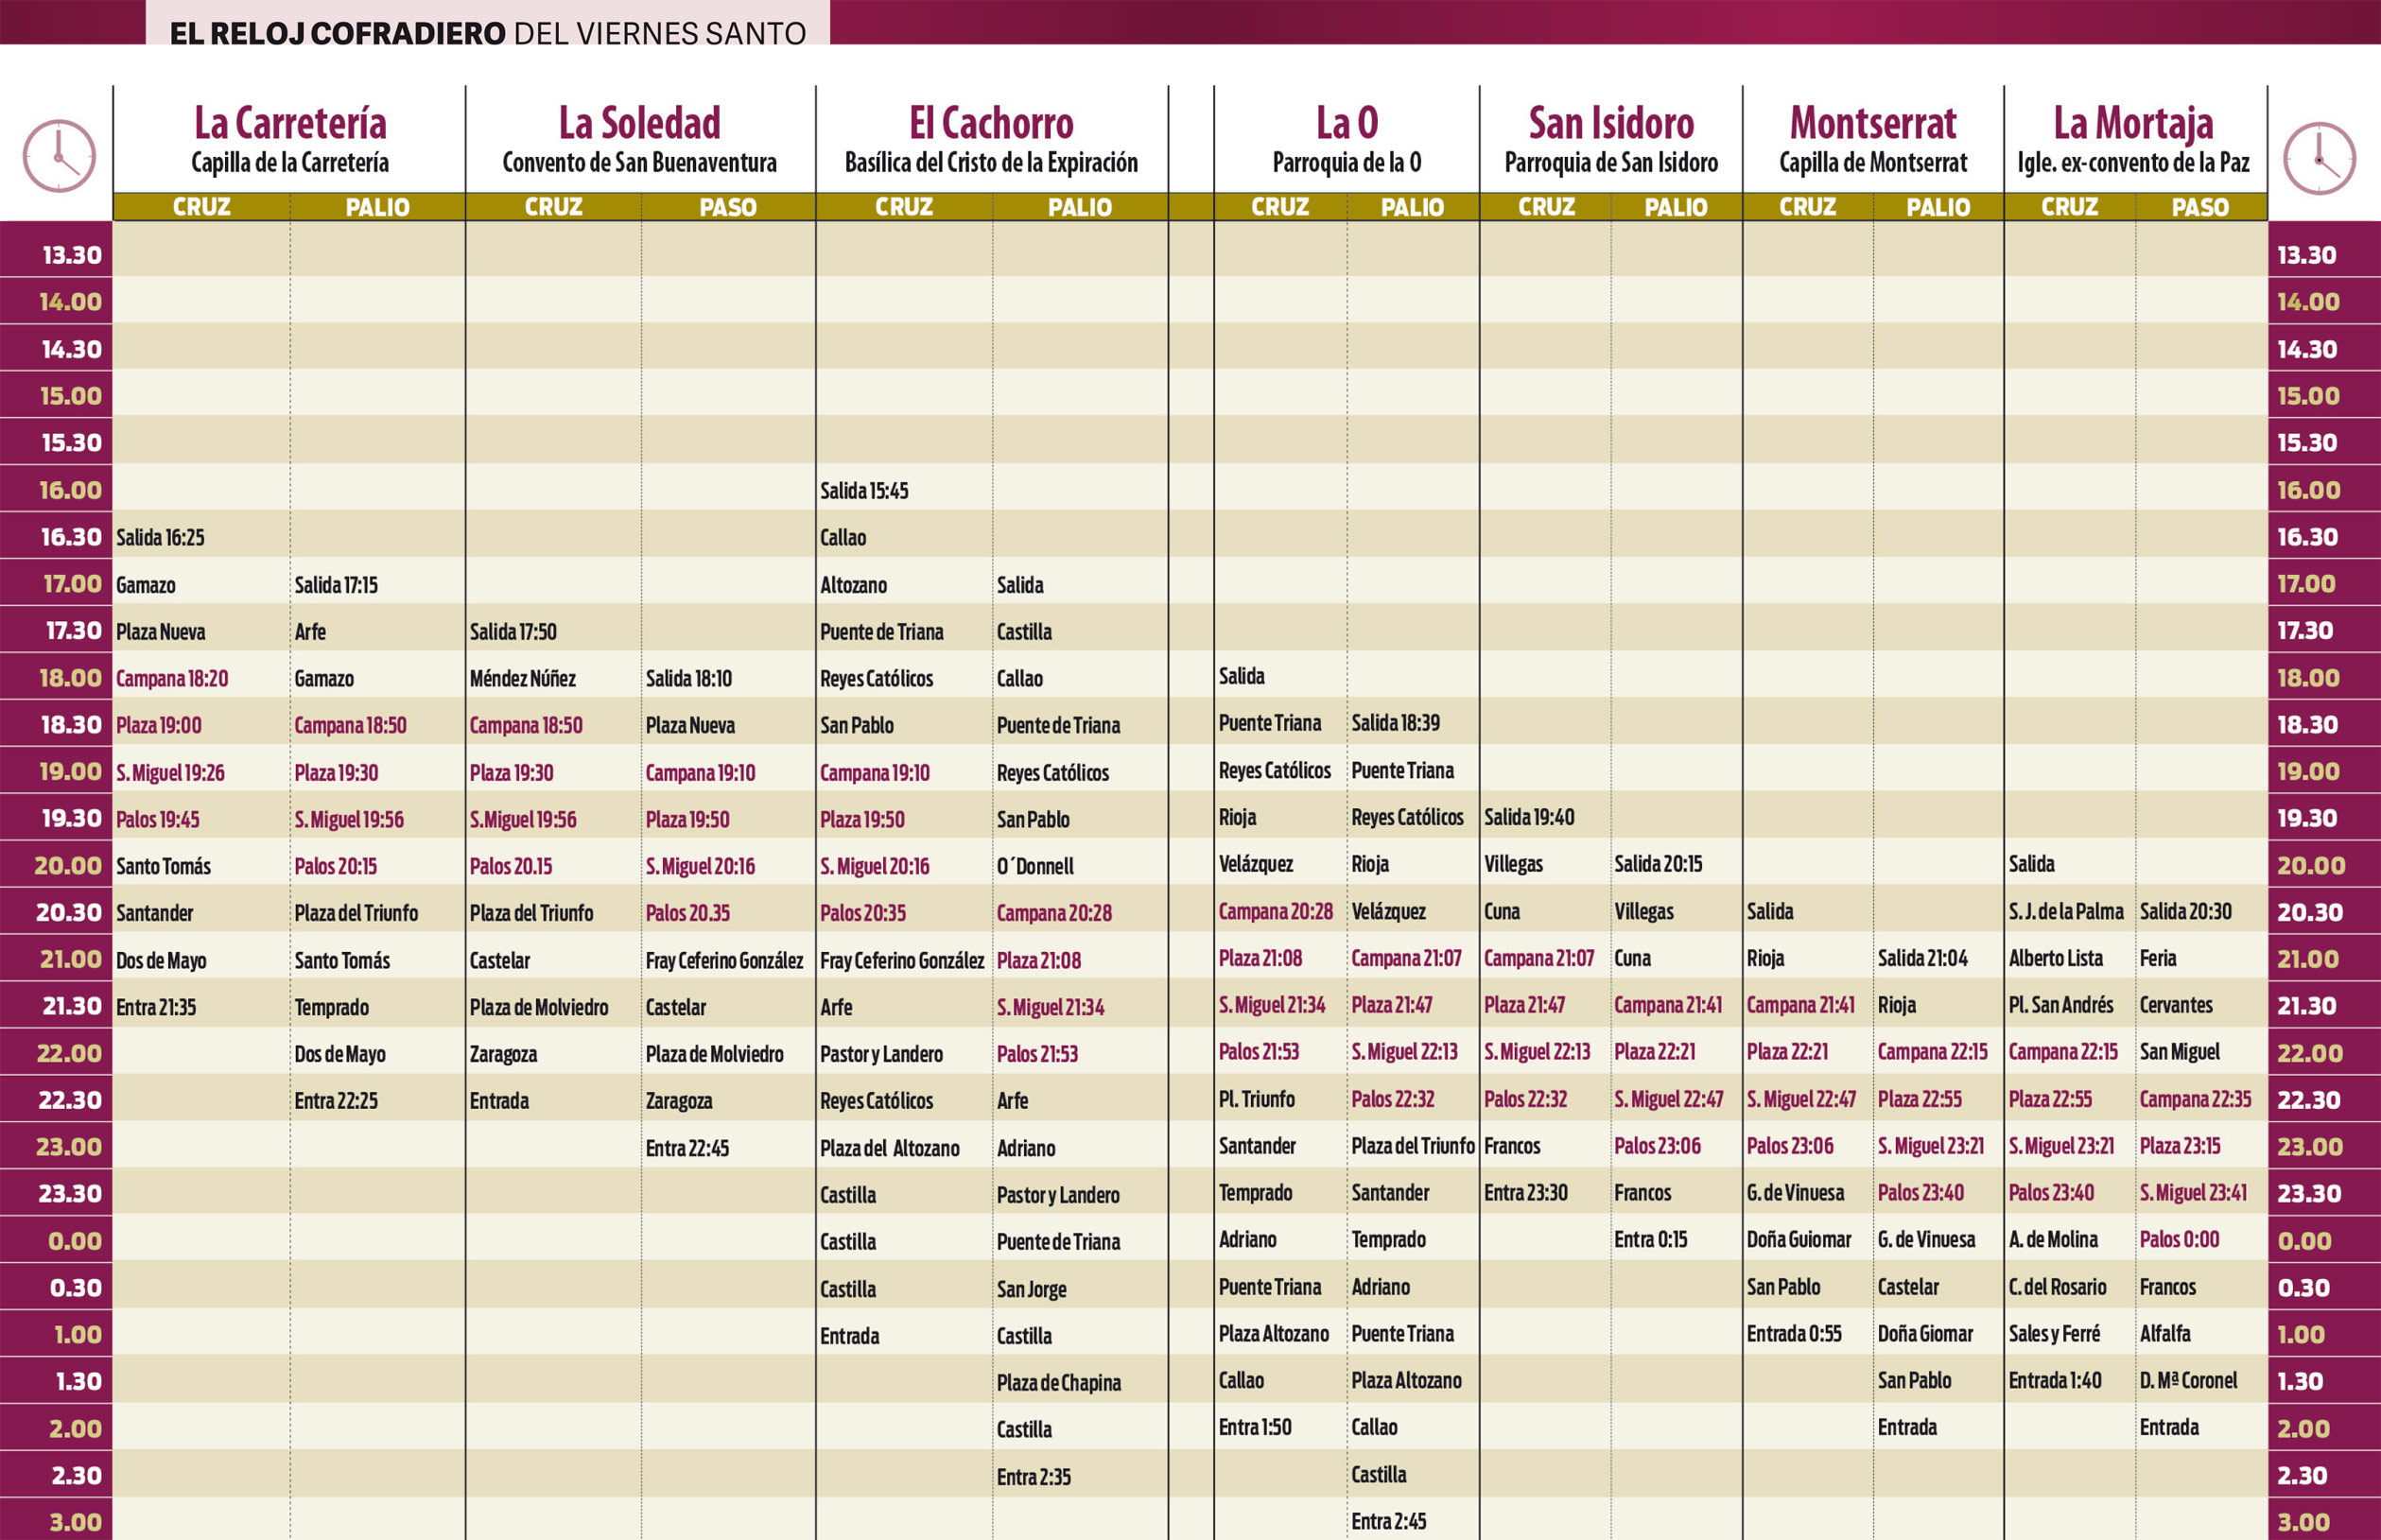 EL RELOJ COFRADIERO DEL VIERNES SANTO
La Carretería La Soledad El Cachorro La O San Isidoro Montserrat La Mortaja
Capilla de la Carretería Convento de San Buenaventura Basílica del Cristo de la Expiración Parroquia de la O Parroquia de San Isidoro Capilla de Montserrat Igle. ex-convento de la Paz
CRUZ PALIO CRUZ PASO CRUZ PALIO CRUZ PALIO CRUZ PALIO CRUZ PALIO CRUZ PASO
13.30 13.30
14.00 14.00
14.30 14.30
15.00 15.00
15.30 15.30
16.00 Salida 15:45 16.00
16.30 Salida 16:25 Callao 16.30
17.00 Gamazo Salida 17:15 Altozano Salida 17.00
17.30 Plaza Nueva Arfe Salida 17:50 Puente de Triana Castilla 17.30
18.00 Campana 18:20 Gamazo Méndez Núñez Salida 18:10 Reyes Católicos Callao Salida 18.00
18.30 Plaza 19:00 Campana 18:50 Campana 18:50 Plaza Nueva San Pablo Puente de Triana Puente Triana Salida 18:39 18.30
19.00 S. Miguel 19:26 Plaza 19:30 Plaza 19:30 Campana 19:10 Campana 19:10 Reyes Católicos Reyes Católicos Puente Triana 19.00
19.30 Palos 19:45 S. Miguel 19:56 S.Miguel 19:56 Plaza 19:50 Plaza 19:50 San Pablo Rioja Reyes Católicos Salida 19:40 19.30
20.00 Santo Tomás Palos 20:15 Palos 20.15 S. Miguel 20:16 S. Miguel 20:16 O´Donnell Velázquez Rioja Villegas Salida 20:15 Salida 20.00
20.30 Santander Plaza del Triunfo Plaza del Triunfo Palos 20.35 Palos 20:35 Campana 20:28 Campana 20:28 Velázquez Cuna Villegas Salida S. J. de la Palma Salida 20:30 20.30
21.00 Dos de Mayo Santo Tomás Castelar Fray Ceferino González Fray Ceferino González Plaza 21:08 Plaza 21:08 Campana 21:07 Campana 21:07 Cuna Rioja Salida 21:04 Alberto Lista Feria 21.00
21.30 Entra 21:35 Temprado Plaza de Molviedro Castelar Arfe S. Miguel 21:34 S. Miguel 21:34 Plaza 21:47 Plaza 21:47 Campana 21:41 Campana 21:41 Rioja Pl. San Andrés Cervantes 21.30
22.00 Dos de Mayo Zaragoza Plaza de Molviedro Pastor y Landero Palos 21:53 Palos 21:53 S. Miguel 22:13 S. Miguel 22:13 Plaza 22:21 Plaza 22:21 Campana 22:15 Campana 22:15 San Miguel 22.00
22.30 Entra 22:25 Entrada Zaragoza Reyes Católicos Arfe Pl. Triunfo Palos 22:32 Palos 22:32 S. Miguel 22:47 S. Miguel 22:47 Plaza 22:55 Plaza 22:55 Campana 22:35 22.30
23.00 Entra 22:45 Plaza del Altozano Adriano Santander Plaza del Triunfo Francos Palos 23:06 Palos 23:06 S. Miguel 23:21 S. Miguel 23:21 Plaza 23:15 23.00
23.30 Castilla Pastor y Landero Temprado Santander Entra 23:30 Francos G. de Vinuesa Palos 23:40 Palos 23:40 S. Miguel 23:41 23.30
0.00 Castilla Puente de Triana Adriano Temprado Entra 0:15 Doña Guiomar G. de Vinuesa A. de Molina Palos 0:00 0.00
0.30 Castilla San Jorge Puente Triana Adriano San Pablo Castelar C. del Rosario Francos 0.30
1.00 Entrada Castilla Plaza Altozano Puente Triana Entrada 0:55 Doña Giomar Sales y Ferré Alfalfa 1.00
1.30 Plaza de Chapina Callao Plaza Altozano San Pablo Entrada 1:40 D. Mª Coronel 1.30
2.00 Castilla Entra 1:50 Callao Entrada Entrada 2.00
2.30 Entra 2:35 Castilla 2.30
3.00 Entra 2:45 3.00